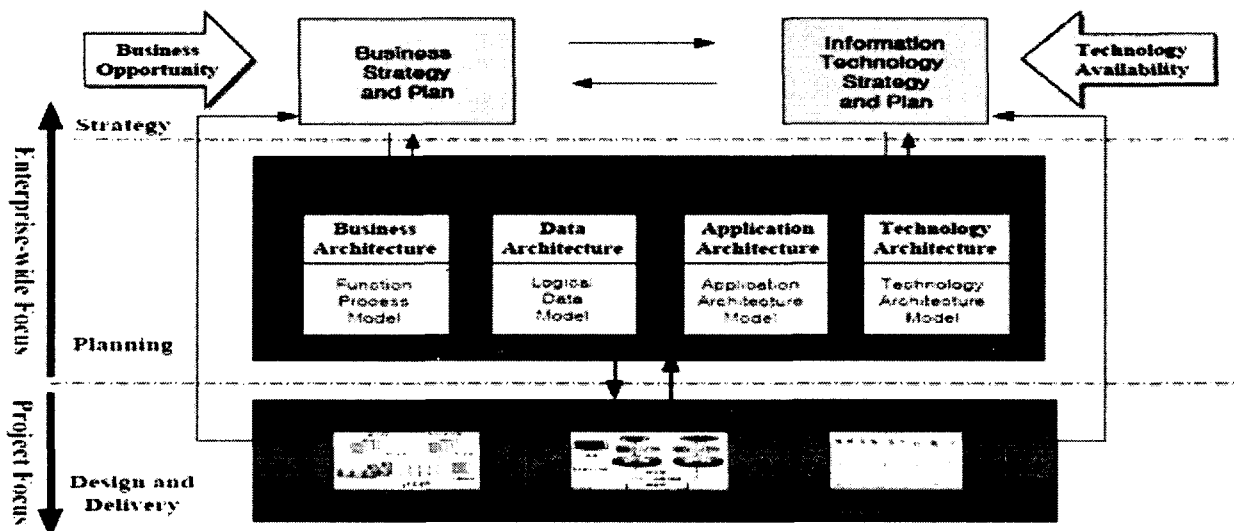 Business
Opportunity
Business
Strategy
and Plan
Information
Technology
Strategy
and Plan
Technology
Availability
Strategy
Enterprise-wide Focus
Business
Architecture
Function
Process
Model
Data
Architecture
Logical
Data
Model
Application
Architecture
Application
Architecture
Model
Technology
Architecture
Technology
Architecture
Model
Planning
Project Focus
Design and
Delivery